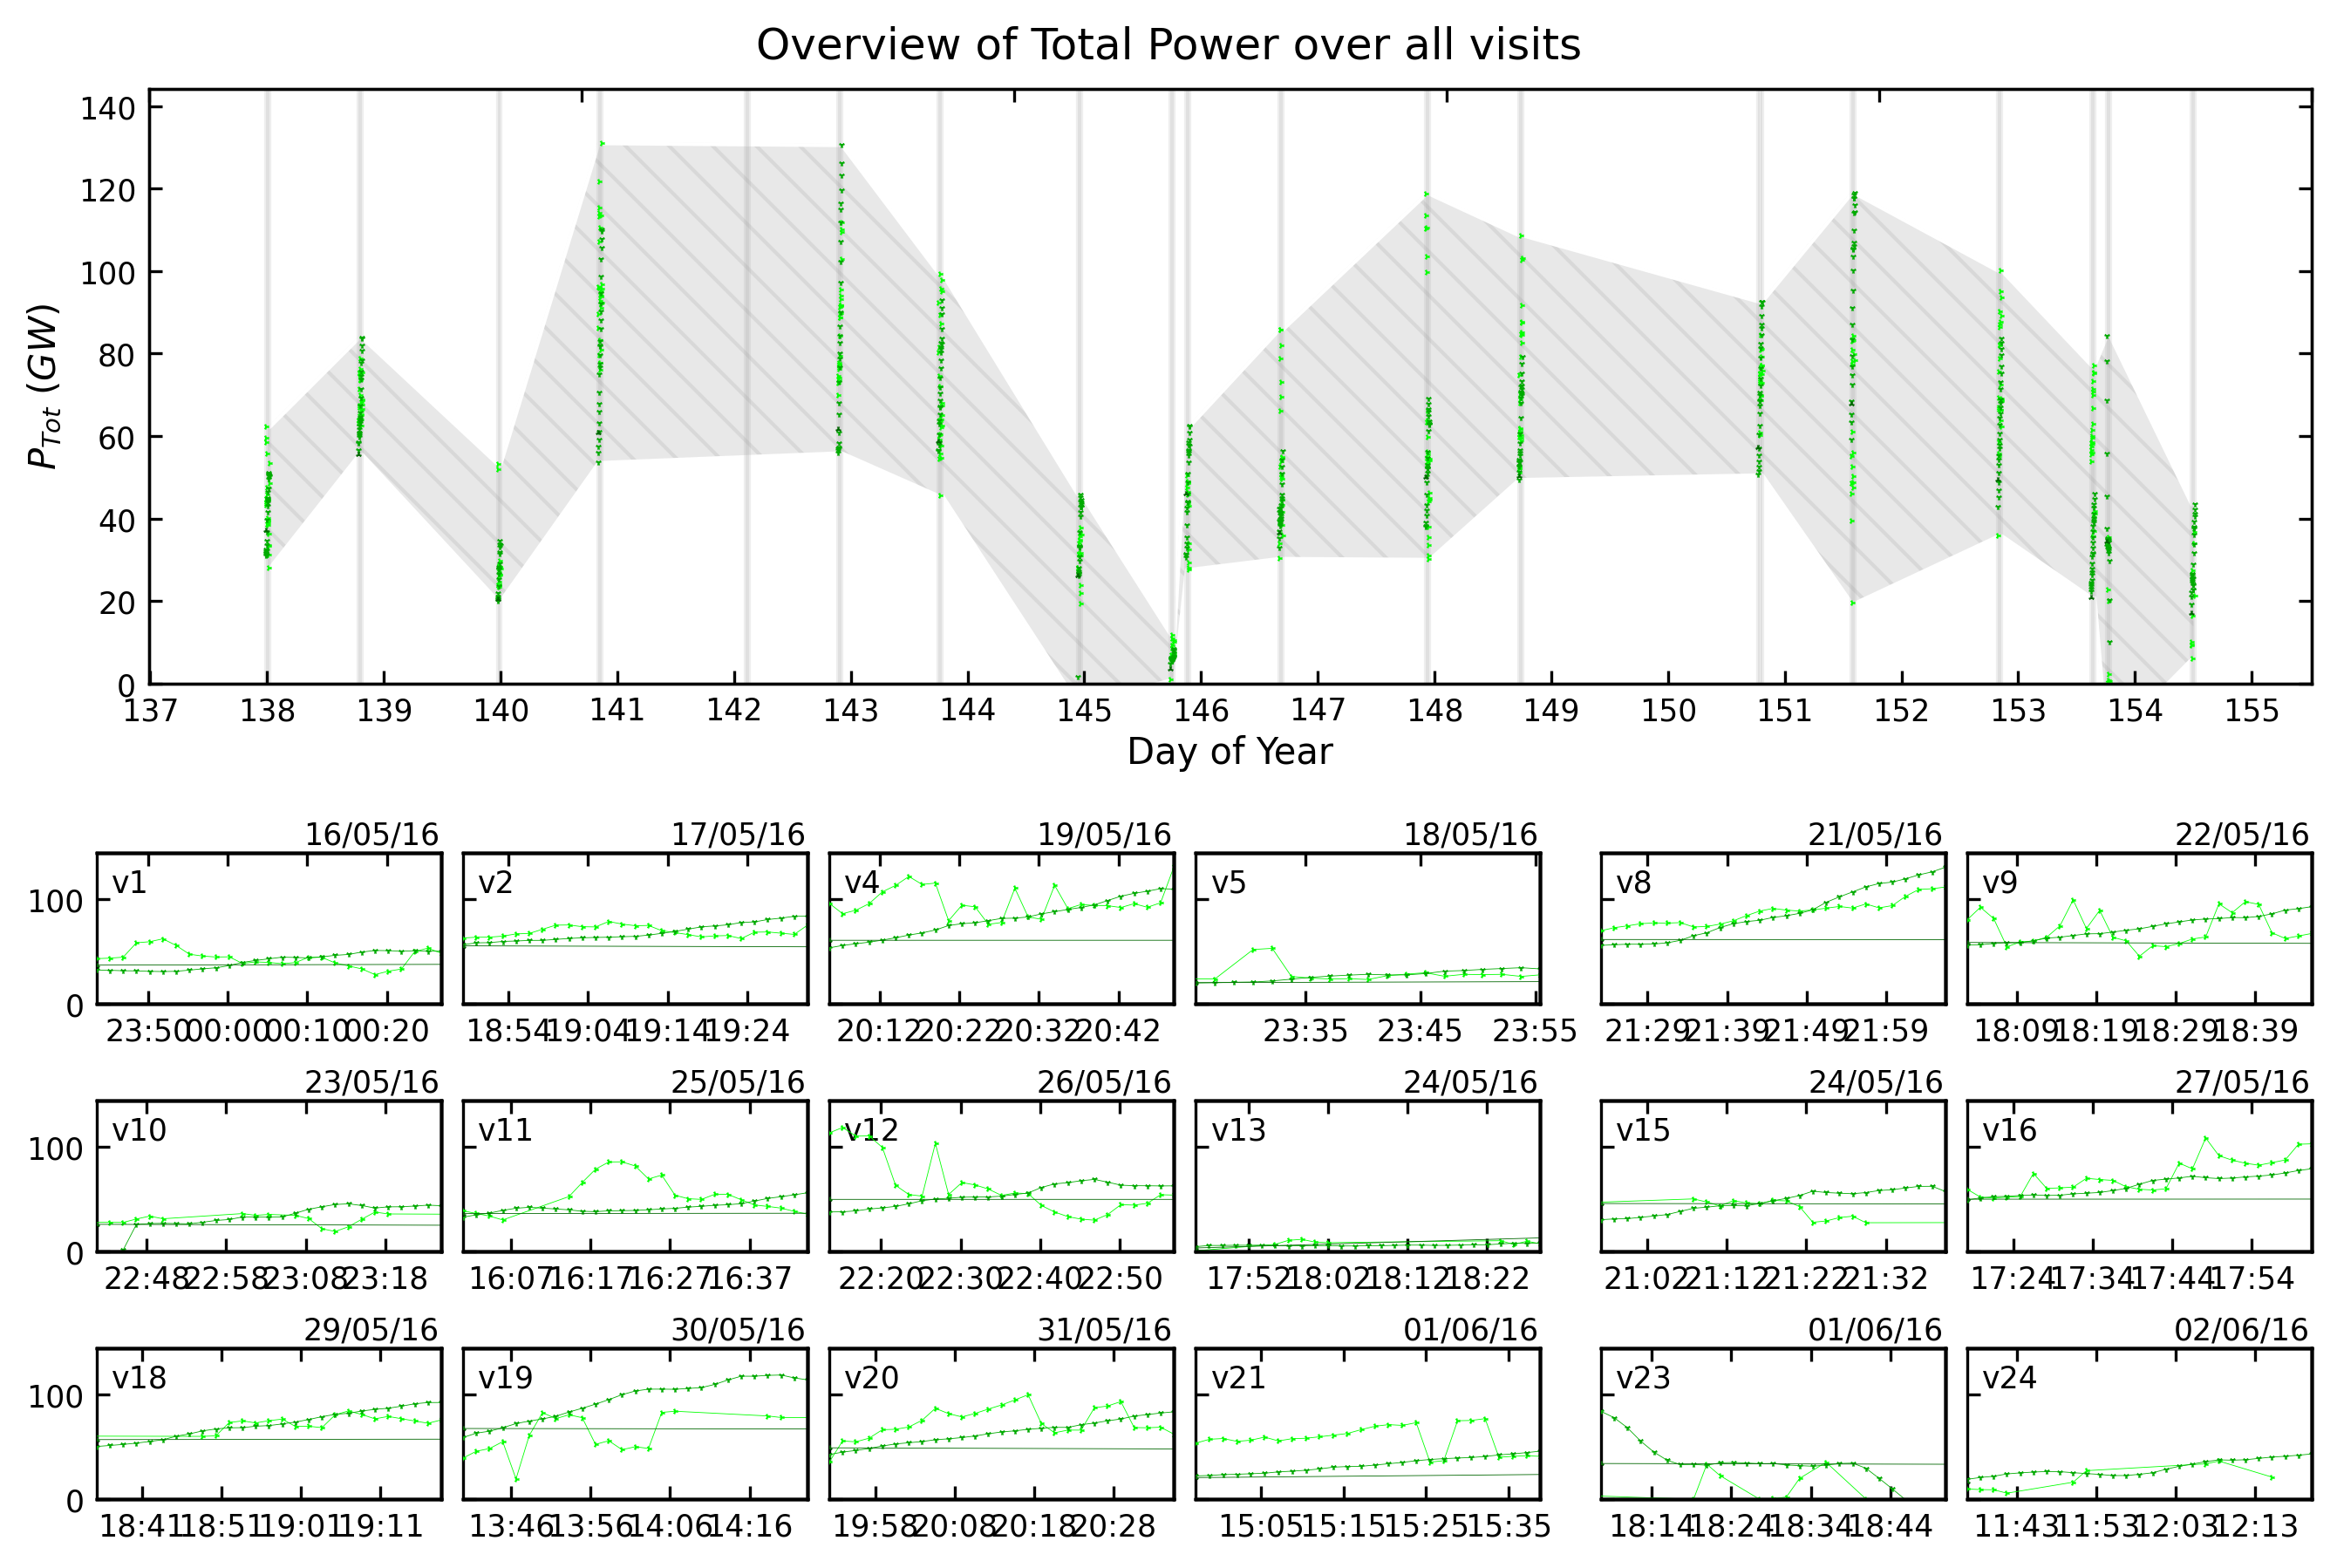 Overview of Total Power over all visits
140
120
100
80
60
40
20
0
P_Tot (GW)
137 138 139 140 141 142 143 144 145 146 147 148 149 150 151 152 153 154 155
Day of Year
16/05/16 17/05/16 19/05/16 18/05/16 21/05/16 22/05/16
v1 v2 v4 v5 v8 v9
100
0
23:50 00:00 00:10 00:20 18:54 19:04 19:14 19:24 20:12 20:22 20:32 20:42 23:35 23:45 23:55 21:29 21:39 21:49 21:59 18:09 18:19 18:29 18:39
23/05/16 25/05/16 26/05/16 24/05/16 24/05/16 27/05/16
v10 v11 v12 v13 v15 v16
100
0
22:48 22:58 23:08 23:18 16:07 16:17 16:27 16:37 22:20 22:30 22:40 22:50 17:52 18:02 18:12 18:22 21:02 21:12 21:22 21:32 17:24 17:34 17:44 17:54
29/05/16 30/05/16 31/05/16 01/06/16 01/06/16 02/06/16
v18 v19 v20 v21 v23 v24
100
0
18:41 18:51 19:01 19:11 13:46 13:56 14:06 14:16 19:58 20:08 20:18 20:28 15:05 15:15 15:25 15:35 18:14 18:24 18:34 18:44 11:43 11:53 12:03 12:13